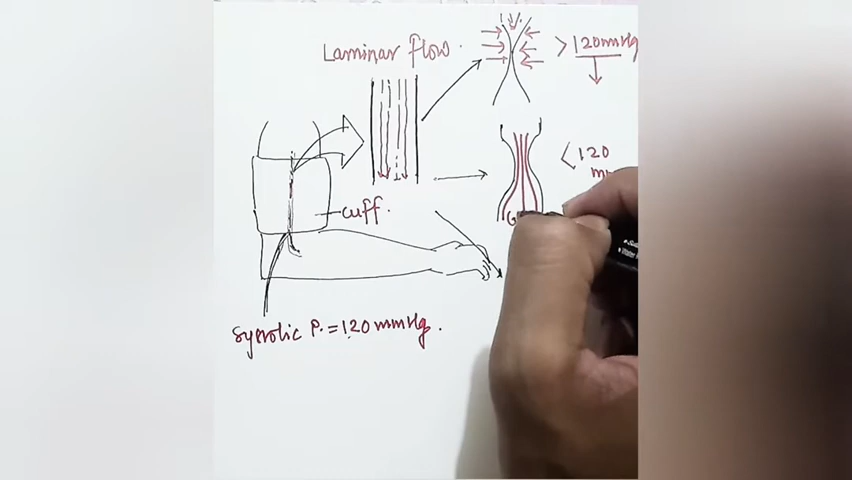 Laminar flow.
> 120mmHg
< 120
cuff.
Systolic P. = 120 mmHg.